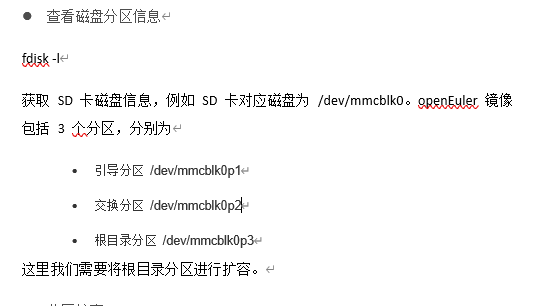 ● 查看磁盘分区信息
fdisk -l
获取 SD 卡磁盘信息，例如 SD 卡对应磁盘为 /dev/mmcblk0。openEuler 镜像
包括 3 个分区，分别为
• 引导分区 /dev/mmcblk0p1
• 交换分区 /dev/mmcblk0p2
• 根目录分区 /dev/mmcblk0p3
这里我们需要将根目录分区进行扩容。